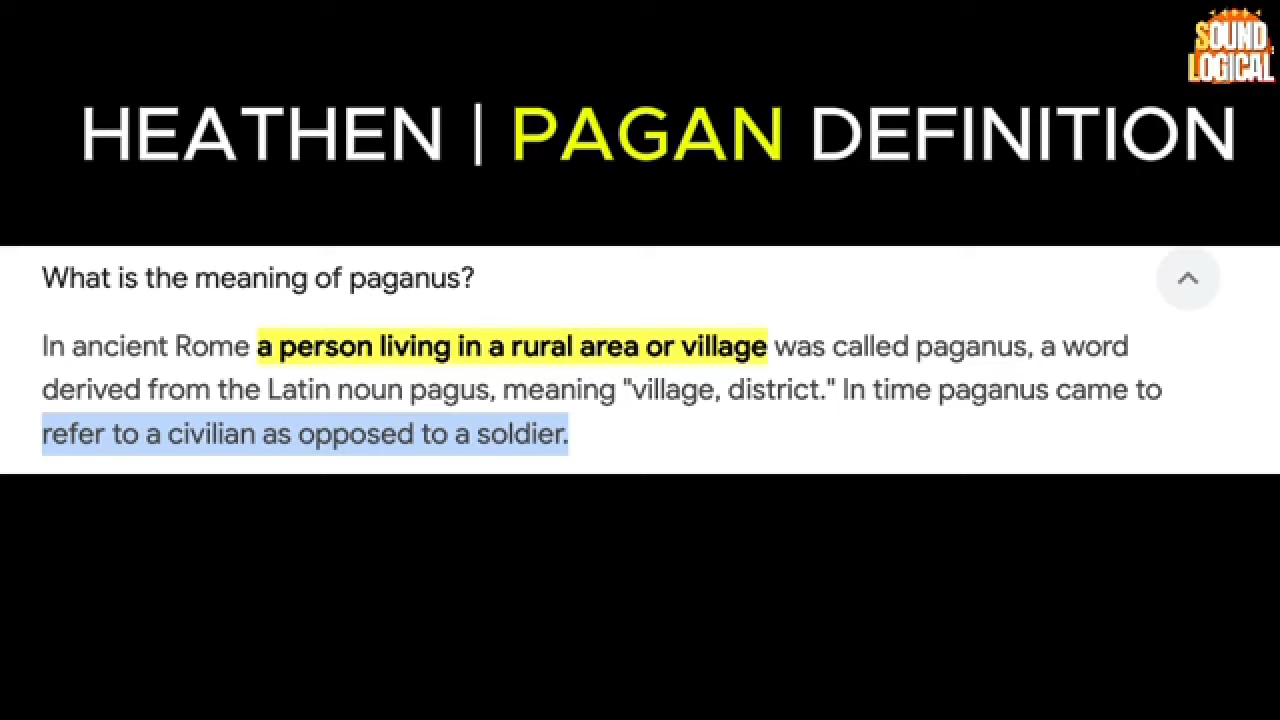 SOUND
LOGICAL
HEATHEN | PAGAN DEFINITION
What is the meaning of paganus?
In ancient Rome a person living in a rural area or village was called paganus, a word
derived from the Latin noun pagus, meaning "village, district." In time paganus came to
refer to a civilian as opposed to a soldier.